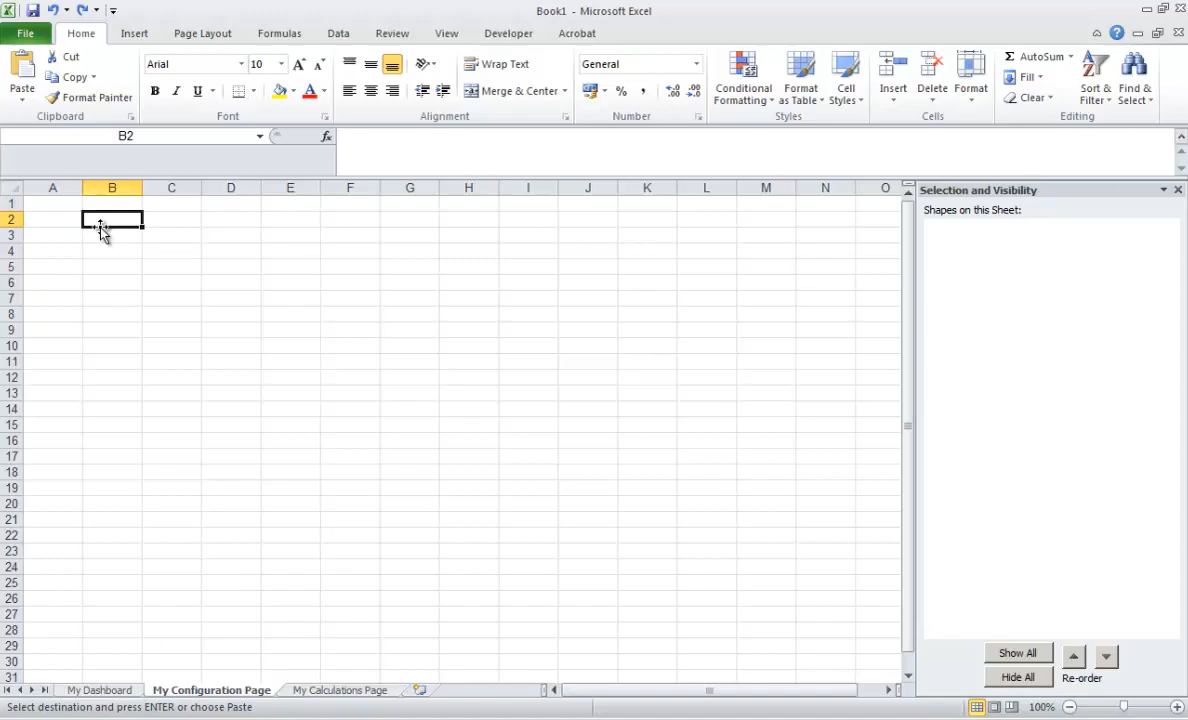 Book1 - Microsoft Excel
File Home Insert Page Layout Formulas Data Review View Developer Acrobat
Paste
Cut
Copy
Format Painter
Clipboard
Arial 10
B I U
Font
Wrap Text
Merge & Center
Alignment
General
%
Number
Conditional Formatting
Format as Table
Cell Styles
Styles
Insert Delete Format
Cells
AutoSum
Fill
Clear
Sort & Filter
Find & Select
Editing
B2 fx
A B C D E F G H I J K L M N O
1
2
3
4
5
6
7
8
9
10
11
12
13
14
15
16
17
18
19
20
21
22
23
24
25
26
27
28
29
30
31
Selection and Visibility
Shapes on this Sheet:
Show All
Hide All
Re-order
My Dashboard My Configuration Page My Calculations Page
Select destination and press ENTER or choose Paste
100%